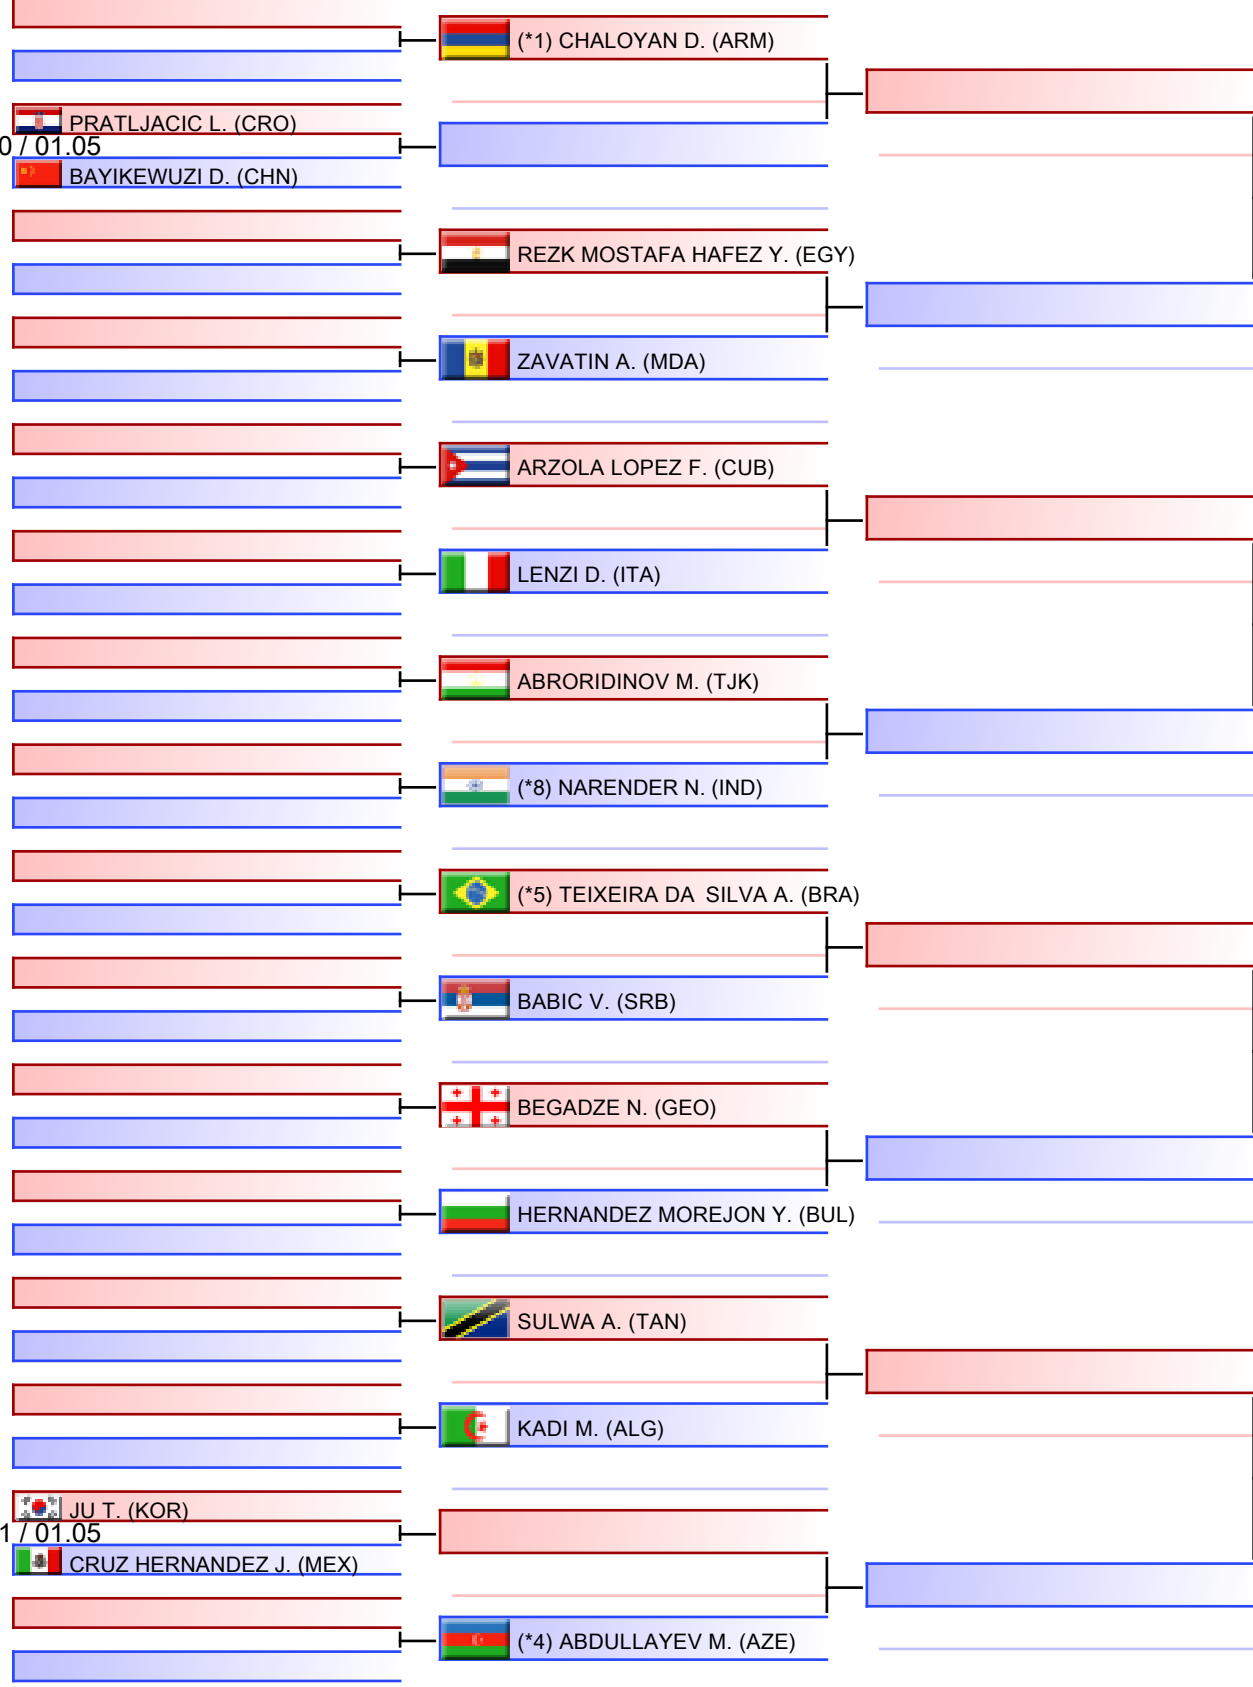 (*1) CHALOYAN D. (ARM)
PRATLJACIC L. (CRO)
0 / 01.05
BAYIKEWUZI D. (CHN)
REZK MOSTAFA HAFEZ Y. (EGY)
ZAVATIN A. (MDA)
ARZOLA LOPEZ F. (CUB)
LENZI D. (ITA)
ABRORIDINOV M. (TJK)
(*8) NARENDER N. (IND)
(*5) TEIXEIRA DA  SILVA A. (BRA)
BABIC V. (SRB)
BEGADZE N. (GEO)
HERNANDEZ MOREJON Y. (BUL)
SULWA A. (TAN)
KADI M. (ALG)
JU T. (KOR)
1 / 01.05
CRUZ HERNANDEZ J. (MEX)
(*4) ABDULLAYEV M. (AZE)